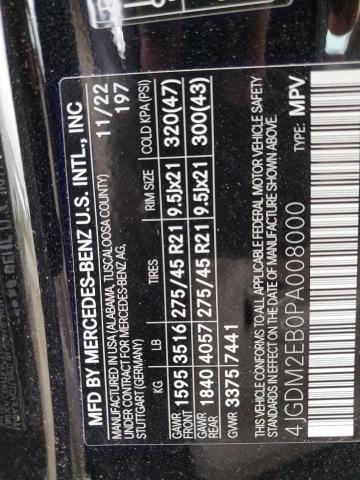 MFD BY MERCEDES-BENZ U.S. INTL., INC
MANUFACTURED IN USA (ALABAMA, TUSCALOOSA COUNTY)
UNDER CONTRACT FOR MERCEDES-BENZ AG,
STUTTGART (GERMANY)
11/22
197
KG LB TIRES RIM SIZE COLD KPA (PSI)
GAWR FRONT 1595 3516 275/45 R21 9.5Jx21 320(47)
GAWR REAR 1840 4057 275/45 R21 9.5Jx21 300(43)
GVWR 3375 7441
THIS VEHICLE CONFORMS TO ALL APPLICABLE FEDERAL MOTOR VEHICLE SAFETY
STANDARDS IN EFFECT ON THE DATE OF MANUFACTURE SHOWN ABOVE.
4JGDM2EB0PA008000 TYPE: MPV